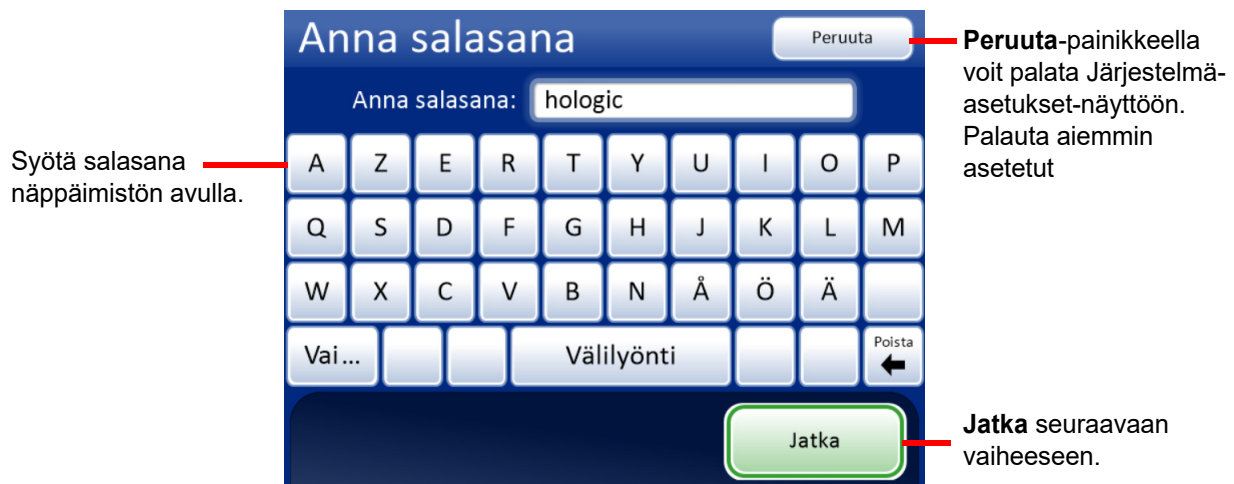 Anna salasana
Peruuta
Anna salasana: hologic
A Z E R T Y U I O P
Q S D F G H J K L M
W X C V B N Å Ö Ä
Vai... Välilyönti Poista
Jatka
Syötä salasana
näppäimistön avulla.
Peruuta-painikkeella
voit palata Järjestelmä-
asetukset-näyttöön.
Palauta aiemmin
asetetut
Jatka seuraavaan
vaiheeseen.